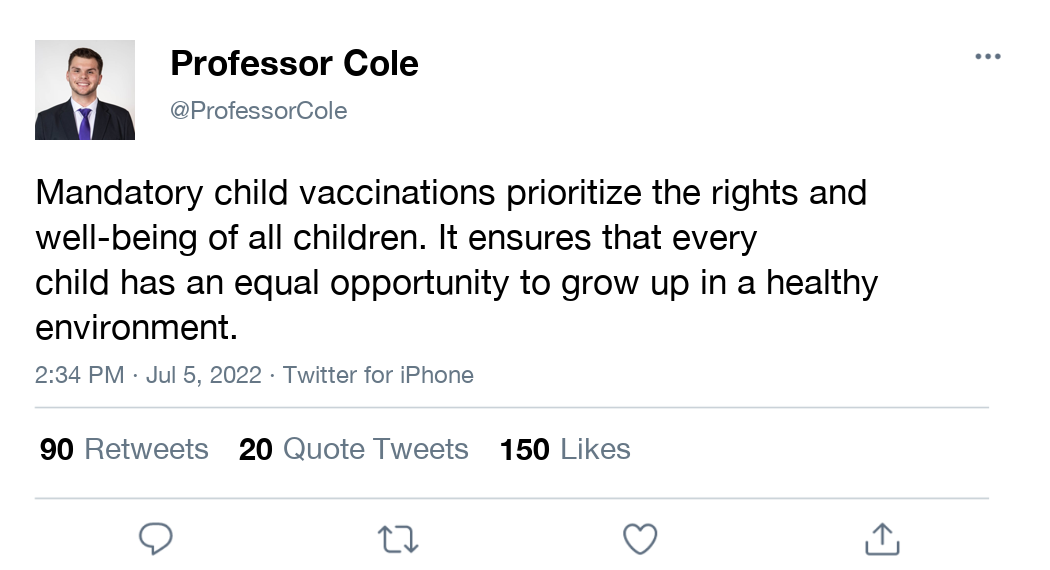 Professor Cole
@ProfessorCole
Mandatory child vaccinations prioritize the rights and
well-being of all children. It ensures that every
child has an equal opportunity to grow up in a healthy
environment.
2:34 PM · Jul 5, 2022 · Twitter for iPhone
90 Retweets 20 Quote Tweets 150 Likes